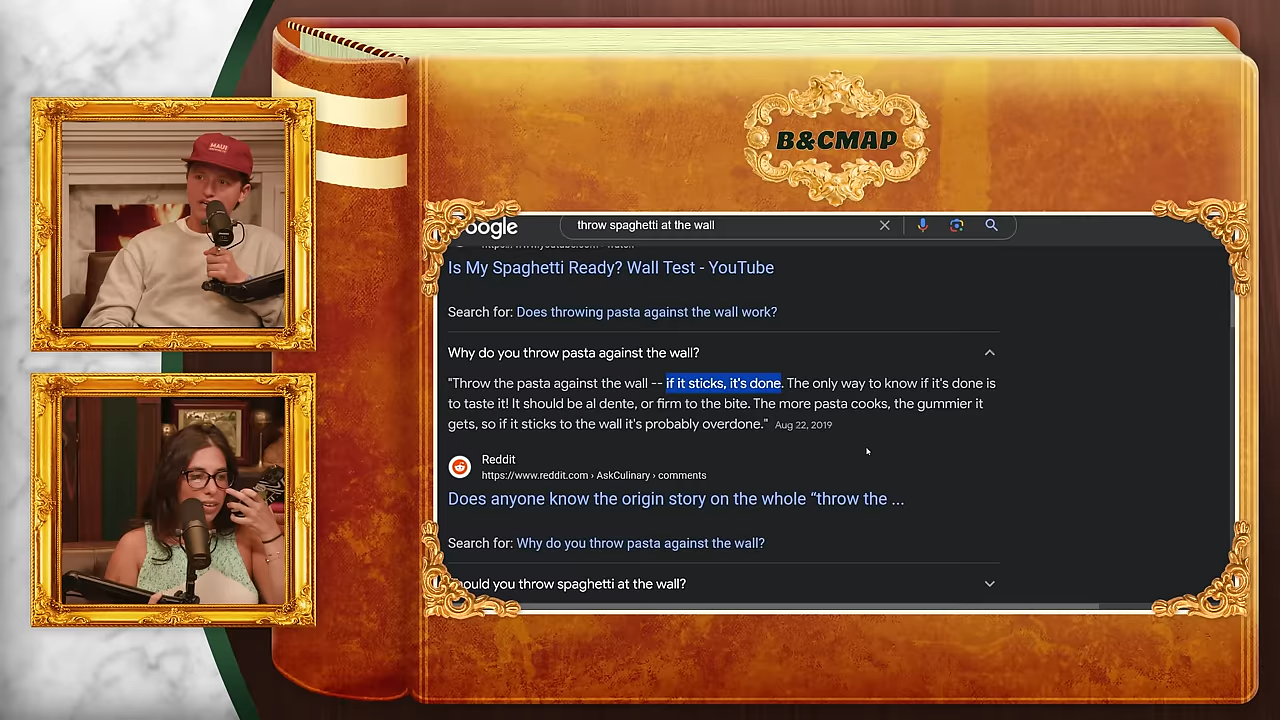 MAUI
B&CMAP
oogle
throw spaghetti at the wall
Is My Spaghetti Ready? Wall Test - YouTube
Search for: Does throwing pasta against the wall work?
Why do you throw pasta against the wall?
"Throw the pasta against the wall -- if it sticks, it's done. The only way to know if it's done is
to taste it! It should be al dente, or firm to the bite. The more pasta cooks, the gummier it
gets, so if it sticks to the wall it's probably overdone." Aug 22, 2019
Reddit
https://www.reddit.com › AskCulinary › comments
Does anyone know the origin story on the whole “throw the ...
Search for: Why do you throw pasta against the wall?
ould you throw spaghetti at the wall?